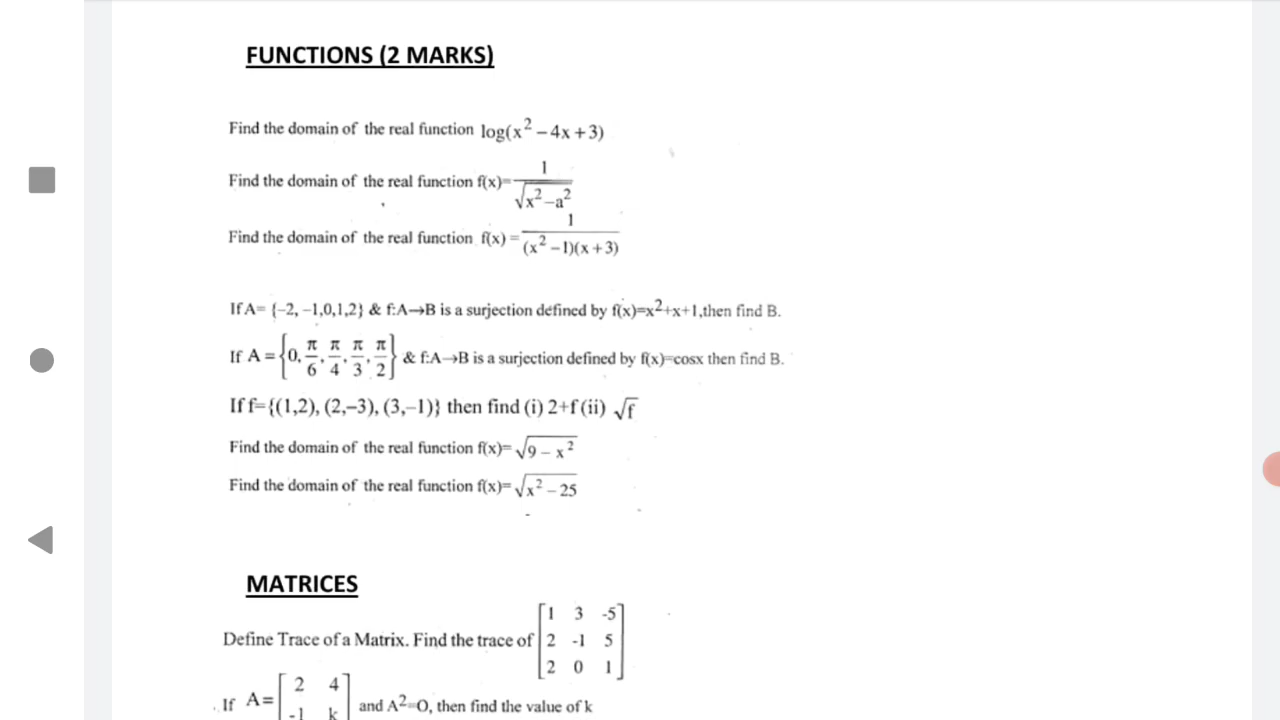 FUNCTIONS (2 MARKS)
Find the domain of the real function log(x² – 4x + 3)
Find the domain of the real function f(x)= 1/√(x² – a²)
Find the domain of the real function f(x) = 1/((x² – 1)(x + 3))
If A= {-2, -1,0,1,2} & f:A→B is a surjection defined by f(x)=x²+x+1,then find B.
If A = {0, π/6, π/4, π/3, π/2} & f:A→B is a surjection defined by f(x)=cosx then find B.
If f={(1,2), (2,–3), (3,–1)} then find (i) 2+f (ii) √f
Find the domain of the real function f(x)= √(9 – x²)
Find the domain of the real function f(x)= √(x² – 25)
MATRICES
Define Trace of a Matrix. Find the trace of [1 3 -5; 2 -1 5; 2 0 1]
If A= [2 4; -1 k] and A²=O, then find the value of k